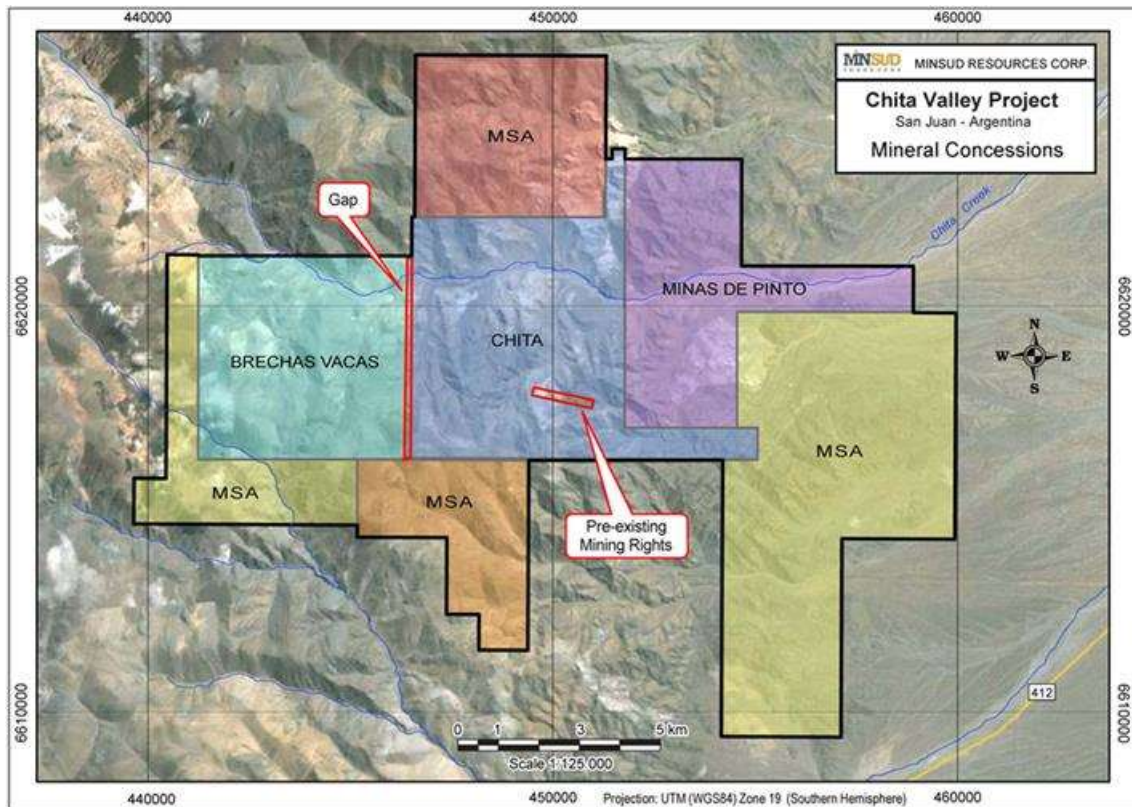 440000
450000
460000
MINSUD
MINSUD RESOURCES CORP.
Chita Valley Project
San Juan - Argentina
Mineral Concessions
MSA
Gap
Chita Creek
6620000
6620000
MINAS DE PINTO
CHITA
BRECHAS VACAS
N
W
E
S
MSA
MSA
MSA
Pre-existing
Mining Rights
412
6610000
6610000
0 1 3 5 km
Scale 1:125.000
440000
450000
460000
Projection: UTM (WGS84) Zone 19 (Southern Hemisphere)